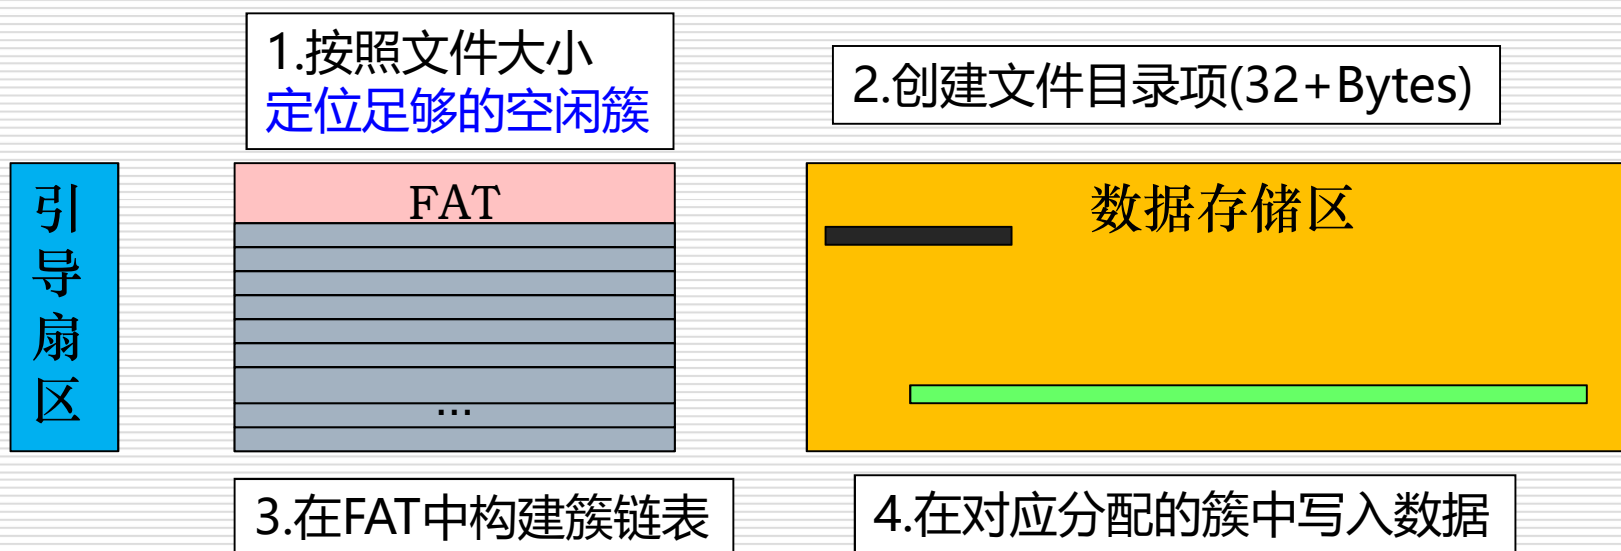 1.按照文件大小
定位足够的空闲簇
2.创建文件目录项(32+Bytes)
引导扇区
FAT
...
数据存储区
3.在FAT中构建簇链表
4.在对应分配的簇中写入数据